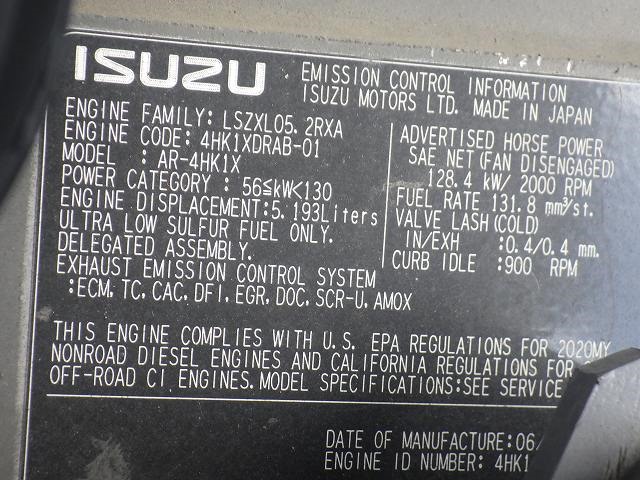 ISUZU
EMISSION CONTROL INFORMATION
ISUZU MOTORS LTD. MADE IN JAPAN
ENGINE FAMILY: LSZXL05.2RXA
ENGINE CODE: 4HK1XDRAB-01
MODEL : AR-4HK1X
POWER CATEGORY : 56≦kW<130
ENGINE DISPLACEMENT:5.193Liters
ULTRA LOW SULFUR FUEL ONLY.
DELEGATED ASSEMBLY.
EXHAUST EMISSION CONTROL SYSTEM
:ECM, TC, CAC, DFI, EGR, DOC, SCR-U, AMOX
ADVERTISED HORSE POWER
SAE NET(FAN DISENGAGED)
128.4 kW/ 2000 RPM
FUEL RATE 131.8 mm³/st.
VALVE LASH(COLD)
IN/EXH :0.4/0.4 mm.
CURB IDLE :900 RPM
THIS ENGINE COMPLIES WITH U.S. EPA REGULATIONS FOR 2020MY
NONROAD DIESEL ENGINES AND CALIFORNIA REGULATIONS FOR
OFF-ROAD CI ENGINES. MODEL SPECIFICATIONS:SEE SERVICE
DATE OF MANUFACTURE:06/
ENGINE ID NUMBER: 4HK1